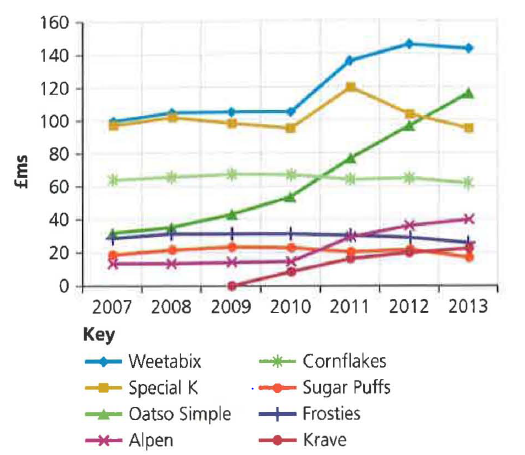 160
140
120
100
80
60
40
20
0
£ms
2007 2008 2009 2010 2011 2012 2013
Key
Weetabix Cornflakes
Special K Sugar Puffs
Oatso Simple Frosties
Alpen Krave